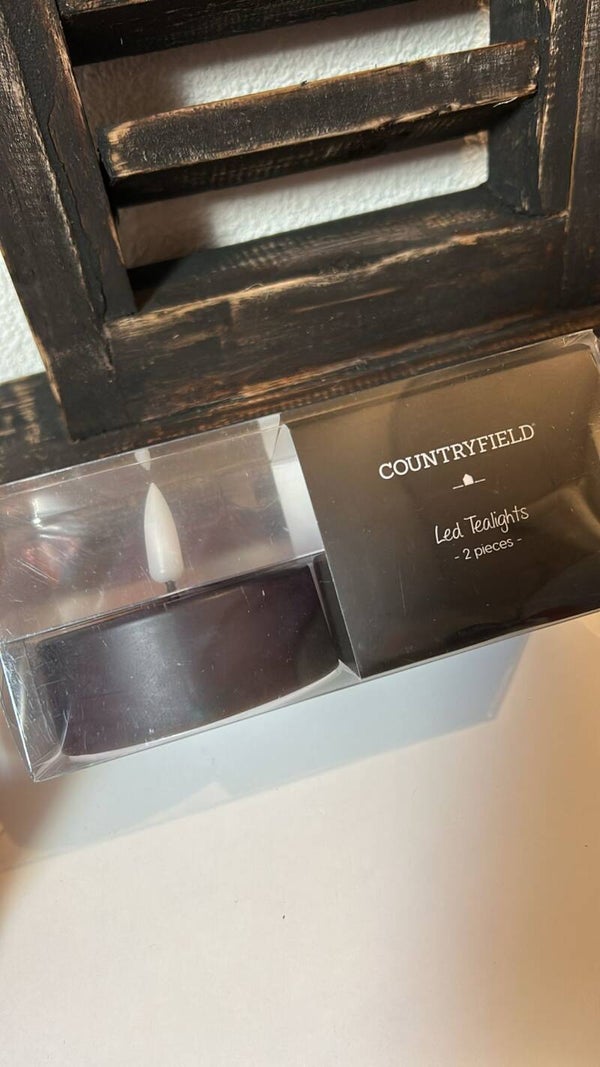 COUNTRYFIELD
Led Tealights
- 2 pieces -